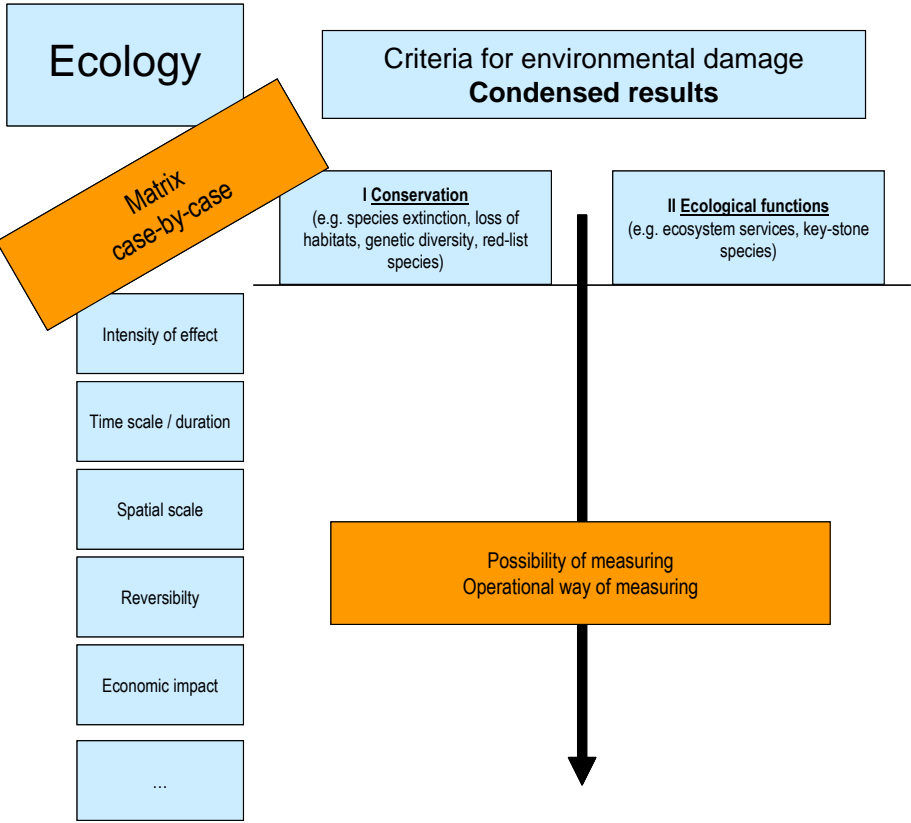 Ecology
Criteria for environmental damage
Condensed results
Matrix
case-by-case
I Conservation
(e.g. species extinction, loss of
habitats, genetic diversity, red-list
species)
II Ecological functions
(e.g. ecosystem services, key-stone
species)
Intensity of effect
Time scale / duration
Spatial scale
Reversibilty
Economic impact
…
Possibility of measuring
Operational way of measuring